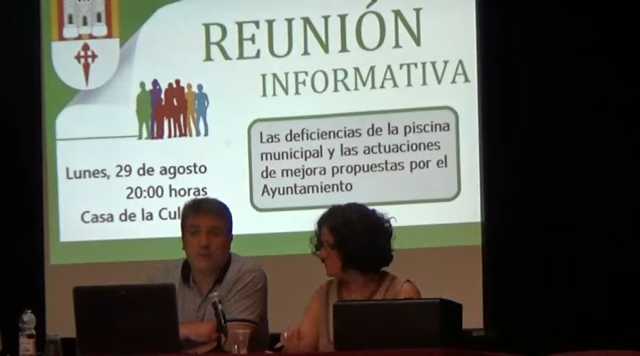 REUNIÓN
INFORMATIVA
Las deficiencias de la piscina
municipal y las actuaciones
de mejora propuestas por el
Ayuntamiento
Lunes, 29 de agosto
20:00 horas
Casa de la